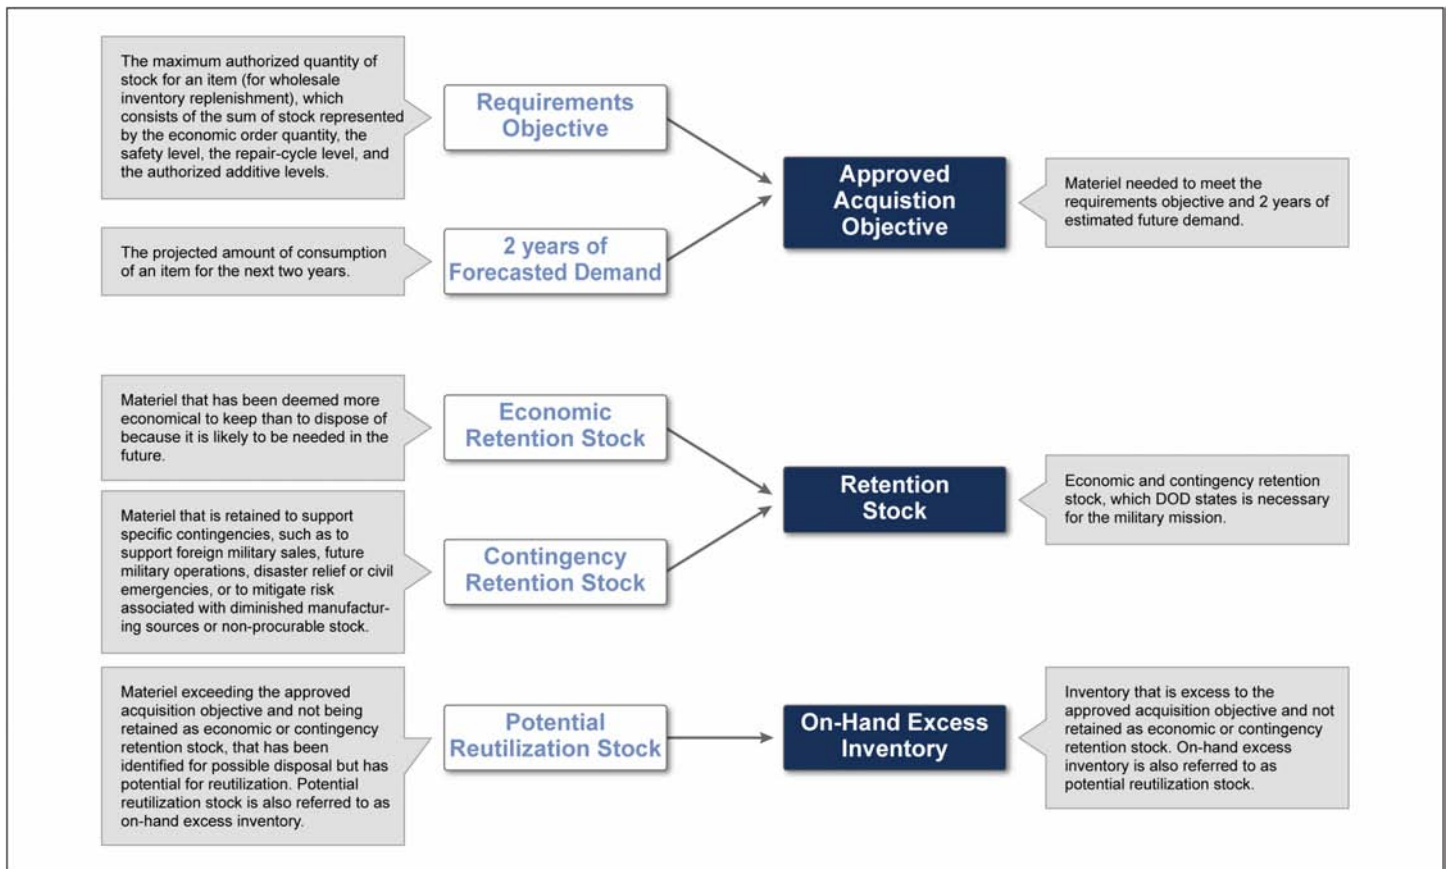 The maximum authorized quantity of
stock for an item (for wholesale
inventory replenishment), which
consists of the sum of stock represented
by the economic order quantity, the
safety level, the repair-cycle level, and
the authorized additive levels.
Requirements
Objective
The projected amount of consumption
of an item for the next two years.
2 years of
Forecasted Demand
Approved
Acquistion
Objective
Materiel needed to meet the
requirements objective and 2 years of
estimated future demand.
Materiel that has been deemed more
economical to keep than to dispose of
because it is likely to be needed in the
future.
Economic
Retention Stock
Materiel that is retained to support
specific contingencies, such as to
support foreign military sales, future
military operations, disaster relief or civil
emergencies, or to mitigate risk
associated with diminished manufactur-
ing sources or non-procurable stock.
Contingency
Retention Stock
Retention
Stock
Economic and contingency retention
stock, which DOD states is necessary
for the military mission.
Materiel exceeding the approved
acquisition objective and not being
retained as economic or contingency
retention stock, that has been
identified for possible disposal but has
potential for reutilization. Potential
reutilization stock is also referred to as
on-hand excess inventory.
Potential
Reutilization Stock
On-Hand Excess
Inventory
Inventory that is excess to the
approved acquisition objective and not
retained as economic or contingency
retention stock. On-hand excess
inventory is also referred to as
potential reutilization stock.